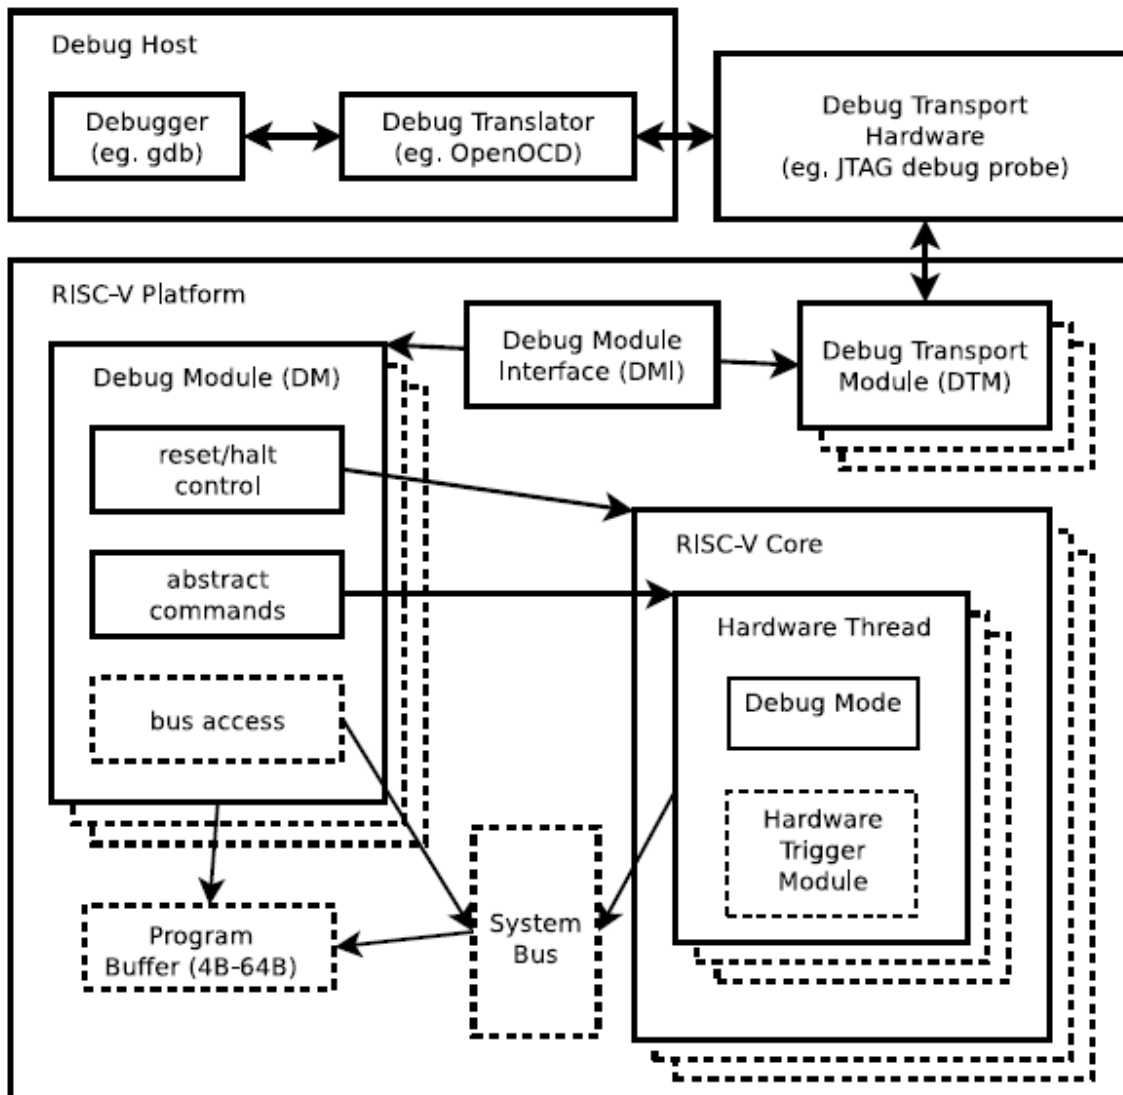 Debug Host
Debugger
(eg. gdb)
Debug Translator
(eg. OpenOCD)
Debug Transport
Hardware
(eg. JTAG debug probe)
RISC-V Platform
Debug Module
Interface (DMI)
Debug Transport
Module (DTM)
Debug Module (DM)
reset/halt
control
abstract
commands
bus access
RISC-V Core
Hardware Thread
Debug Mode
Hardware
Trigger
Module
System
Bus
Program
Buffer (4B-64B)